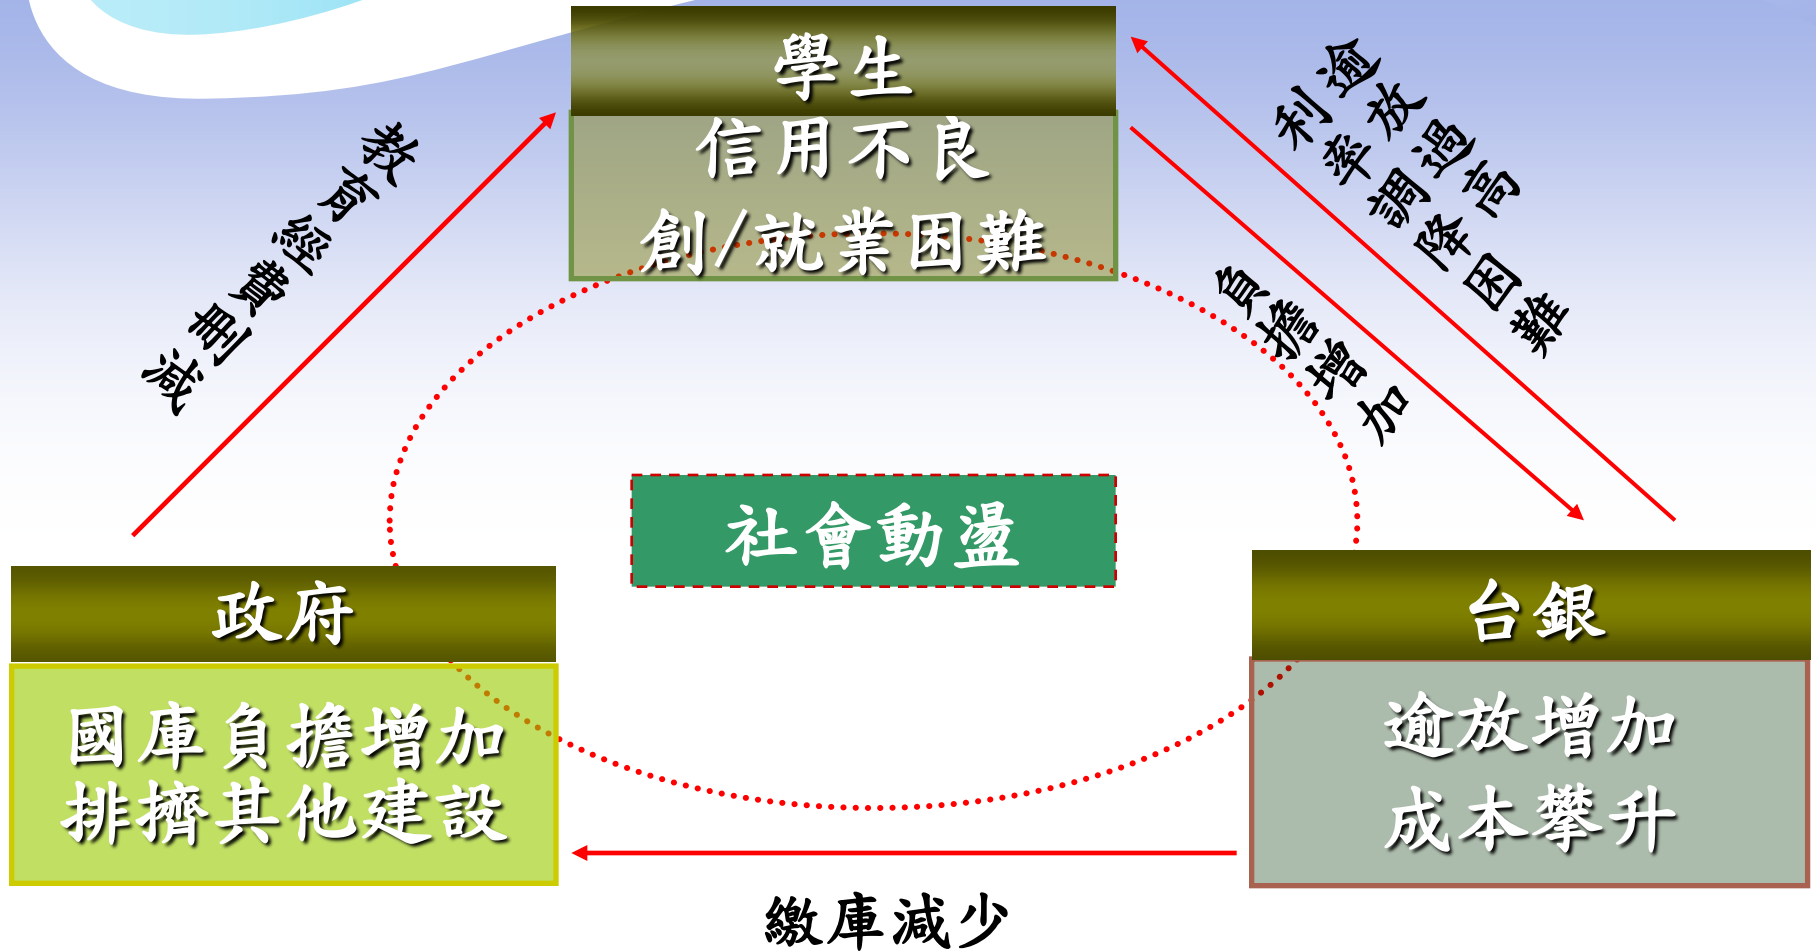 學生
信用不良
創/就業困難
教育經費刪減
逾放過高
利率調降困難
負擔增加
社會動盪
政府
國庫負擔增加
排擠其他建設
台銀
逾放增加
成本攀升
繳庫減少